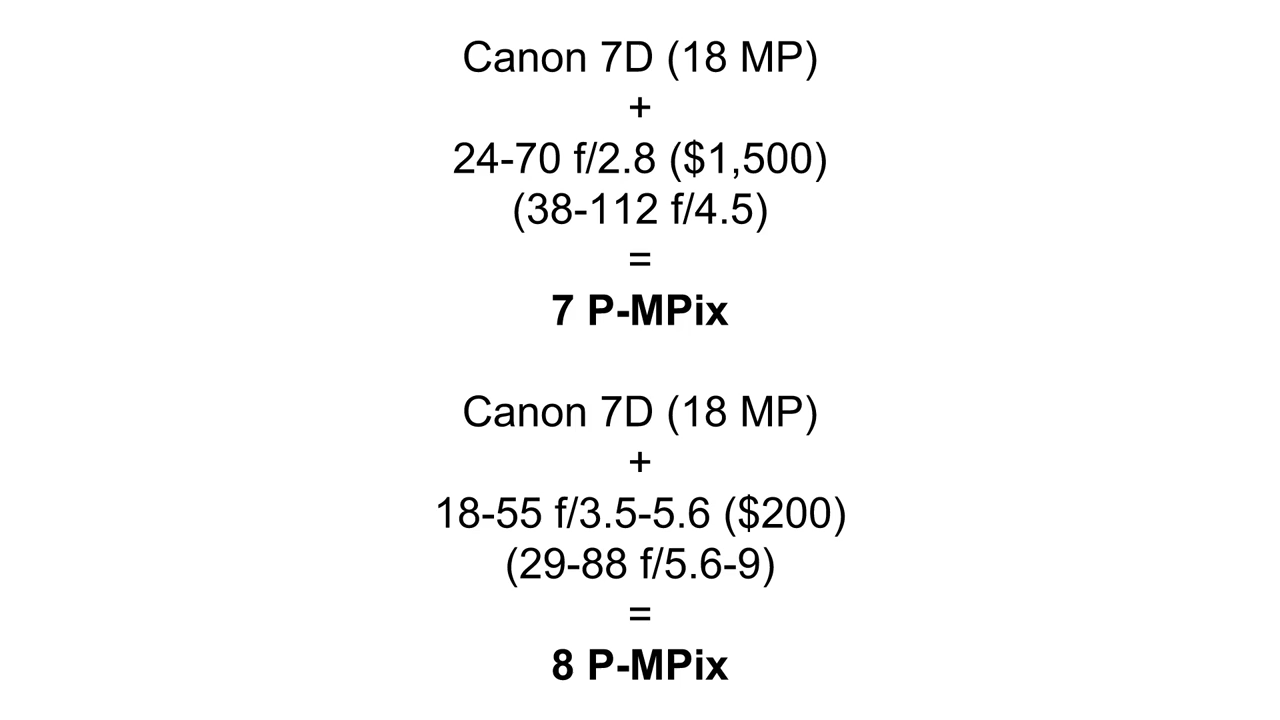 Canon 7D (18 MP)
+
24-70 f/2.8 ($1,500)
(38-112 f/4.5)
=
7 P-MPix
Canon 7D (18 MP)
+
18-55 f/3.5-5.6 ($200)
(29-88 f/5.6-9)
=
8 P-MPix